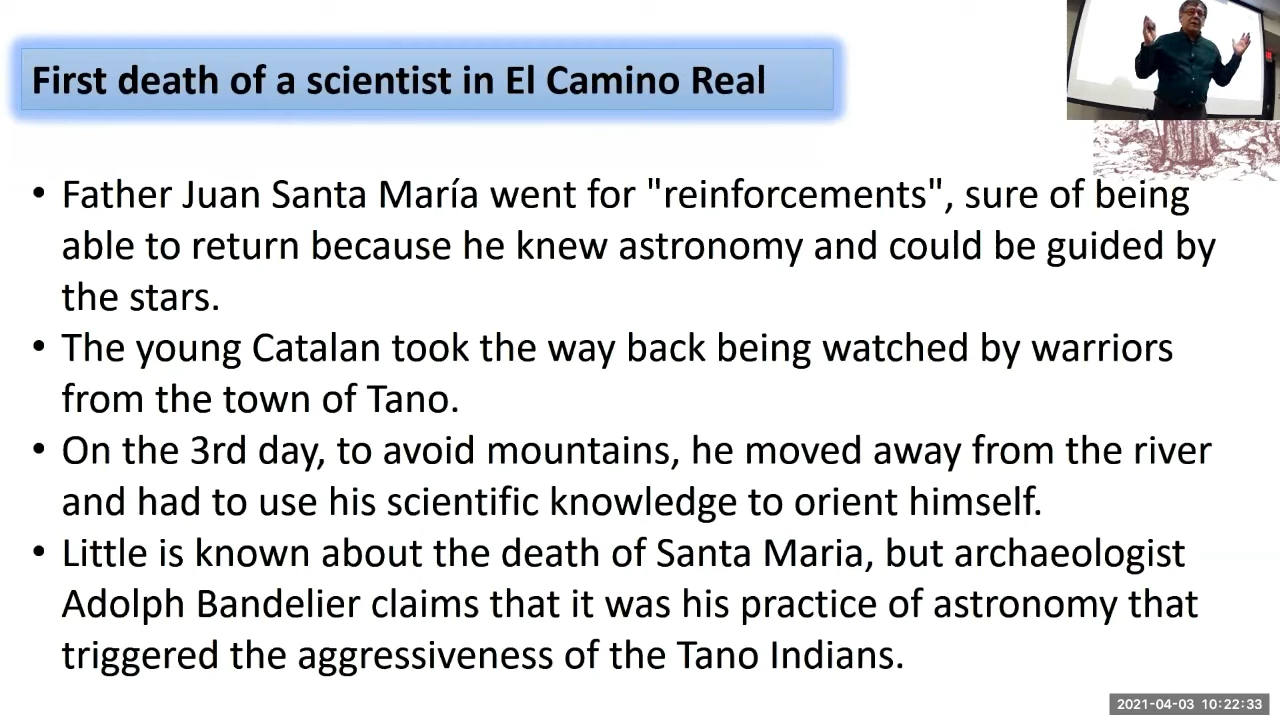 First death of a scientist in El Camino Real
• Father Juan Santa María went for "reinforcements", sure of being
able to return because he knew astronomy and could be guided by
the stars.
• The young Catalan took the way back being watched by warriors
from the town of Tano.
• On the 3rd day, to avoid mountains, he moved away from the river
and had to use his scientific knowledge to orient himself.
• Little is known about the death of Santa Maria, but archaeologist
Adolph Bandelier claims that it was his practice of astronomy that
triggered the aggressiveness of the Tano Indians.
2021-04-03 10:22:33